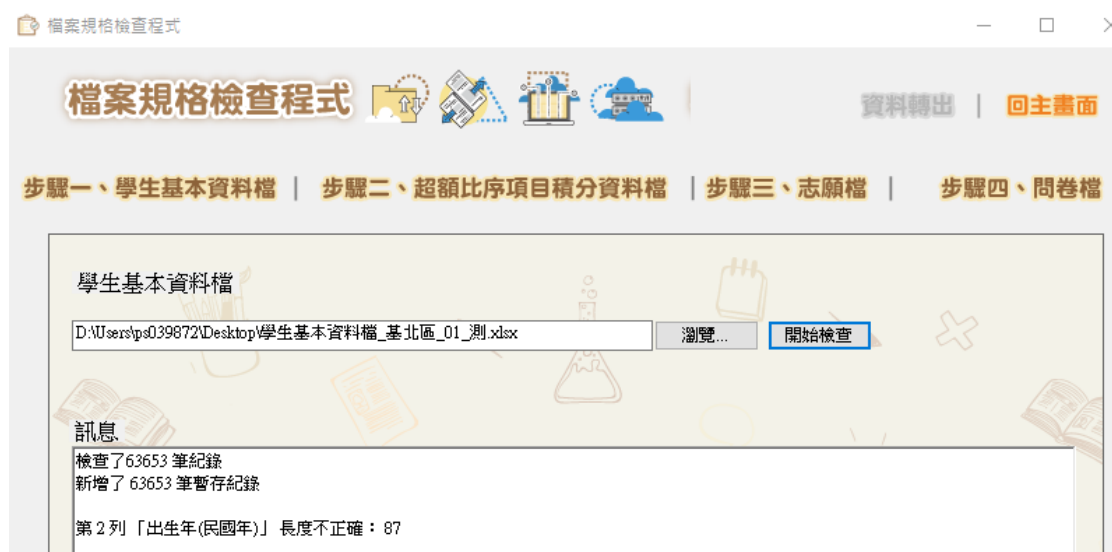 檔案規格檢查程式
檔案規格檢查程式
資料轉出 | 回主畫面
步驟一、學生基本資料檔 | 步驟二、超額比序項目積分資料檔 | 步驟三、志願檔 | 步驟四、問卷檔
學生基本資料檔
D:\Users\ps039872\Desktop\學生基本資料檔_基北區_01_測.xlsx 瀏覽... 開始檢查
訊息
檢查了63653 筆紀錄
新增了 63653 筆暫存紀錄
第 2 列「出生年(民國年)」長度不正確：87